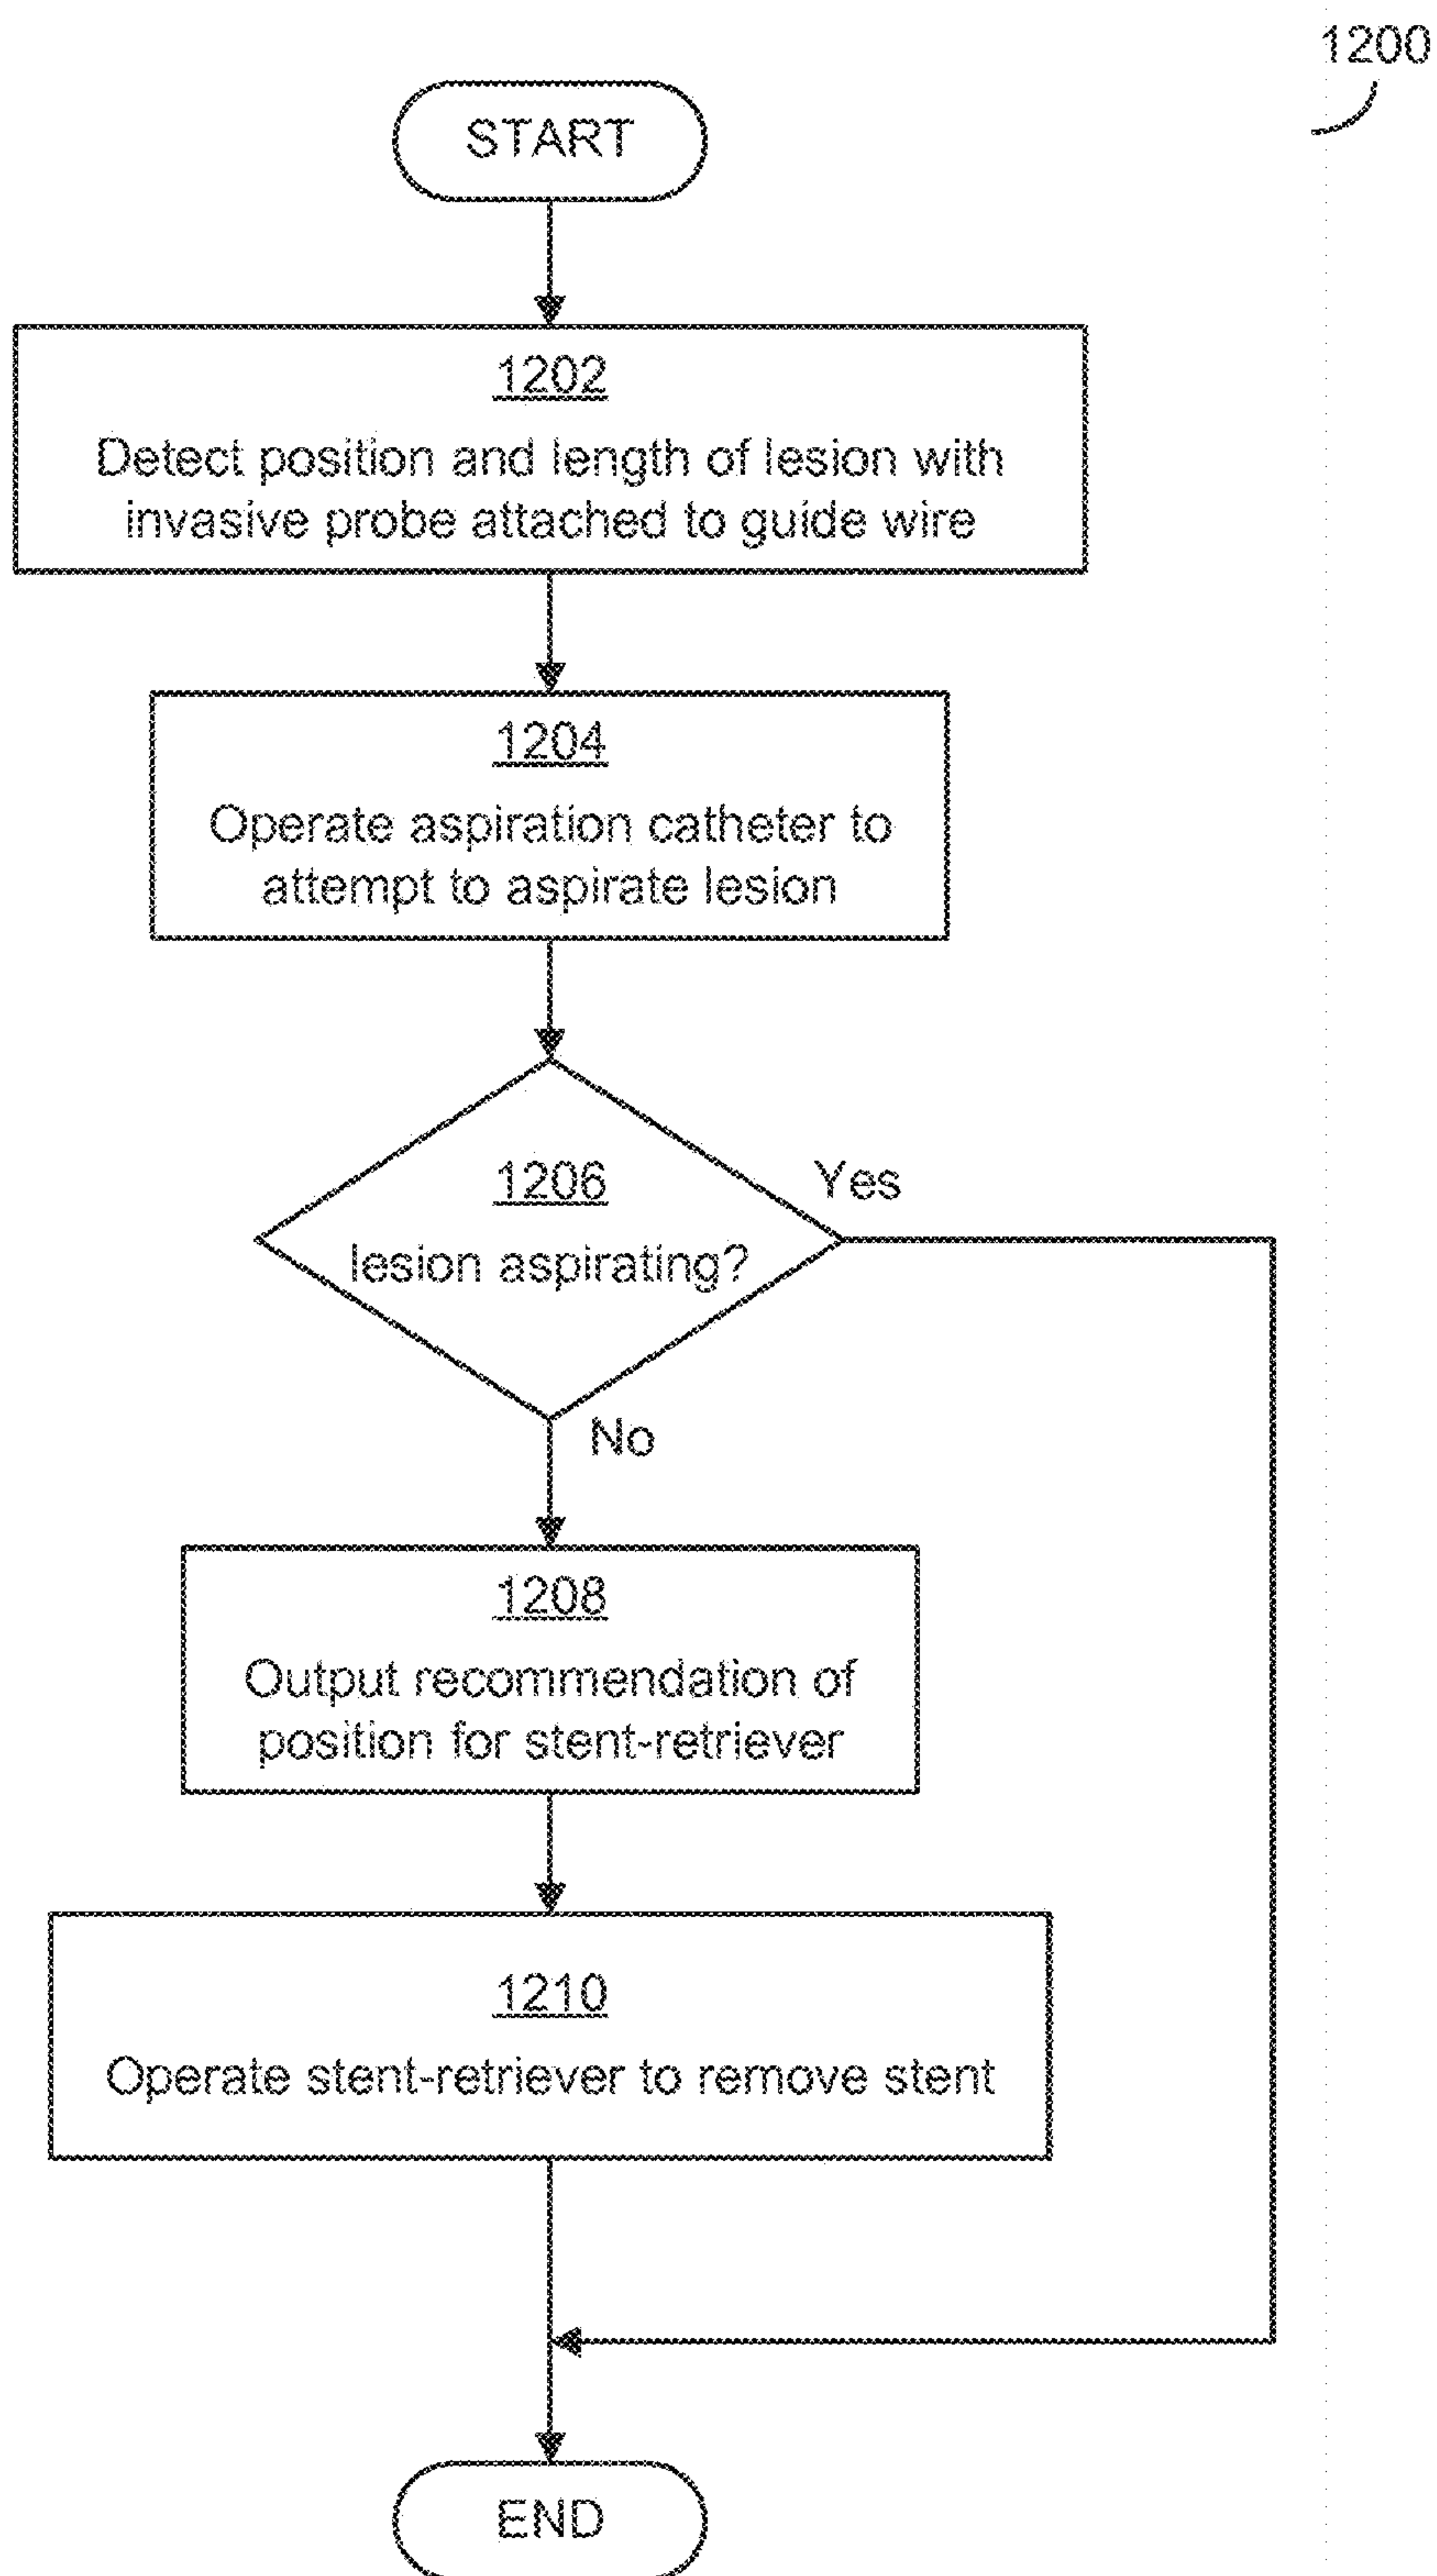 1200
START
1202
Detect position and length of lesion with
invasive probe attached to guide wire
1204
Operate aspiration catheter to
attempt to aspirate lesion
1206
lesion aspirating?
Yes
No
1208
Output recommendation of
position for stent-retriever
1210
Operate stent-retriever to remove stent
END